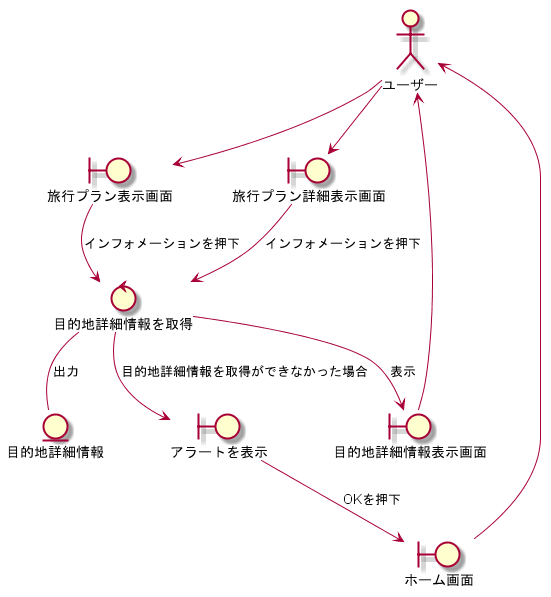 ユーザー
旅行プラン表示画面
旅行プラン詳細表示画面
インフォメーションを押下
インフォメーションを押下
目的地詳細情報を取得
出力
目的地詳細情報を取得ができなかった場合
表示
目的地詳細情報
アラートを表示
目的地詳細情報表示画面
OKを押下
ホーム画面